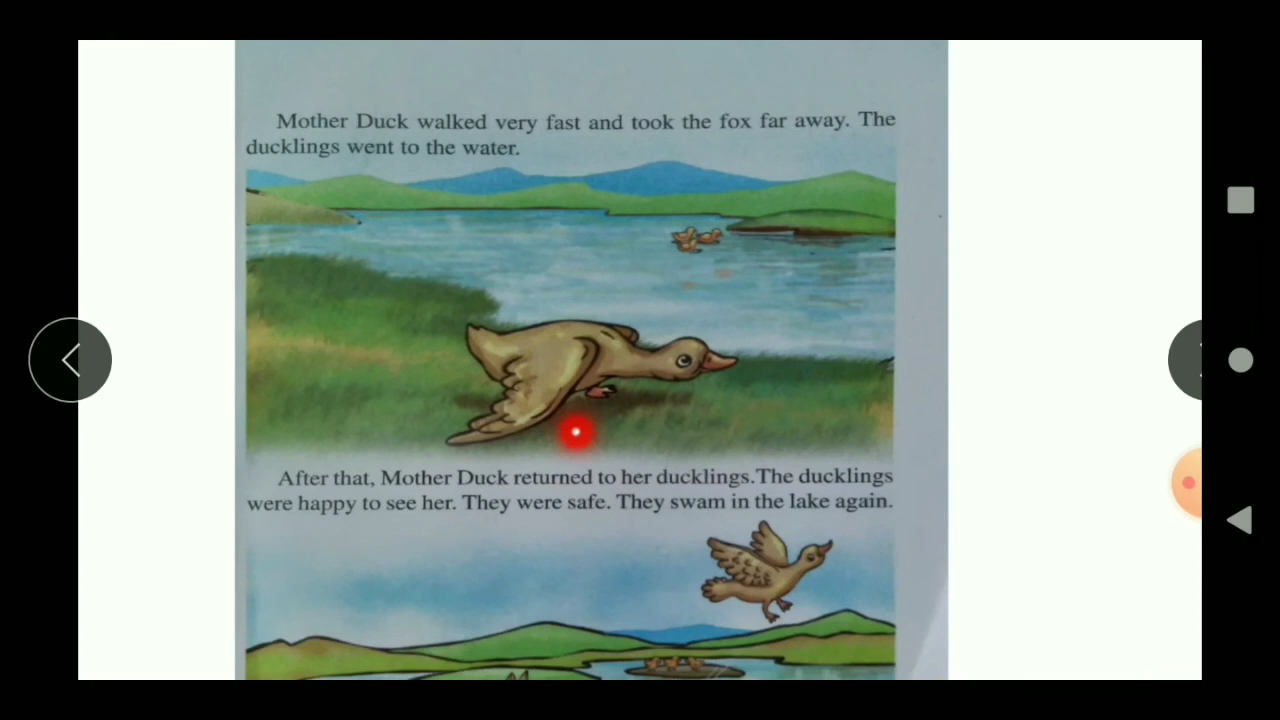 Mother Duck walked very fast and took the fox far away. The
ducklings went to the water.
After that, Mother Duck returned to her ducklings.The ducklings
were happy to see her. They were safe. They swam in the lake again.